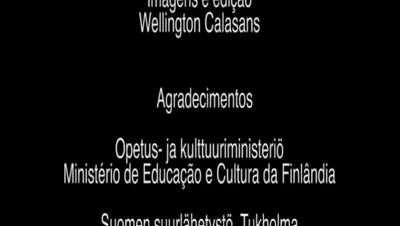 Imagens e edição
Wellington Calasans
Agradecimentos
Opetus- ja kulttuuriministeriö
Ministério de Educação e Cultura da Finlândia
Suomen suurlähetystö, Tukholma